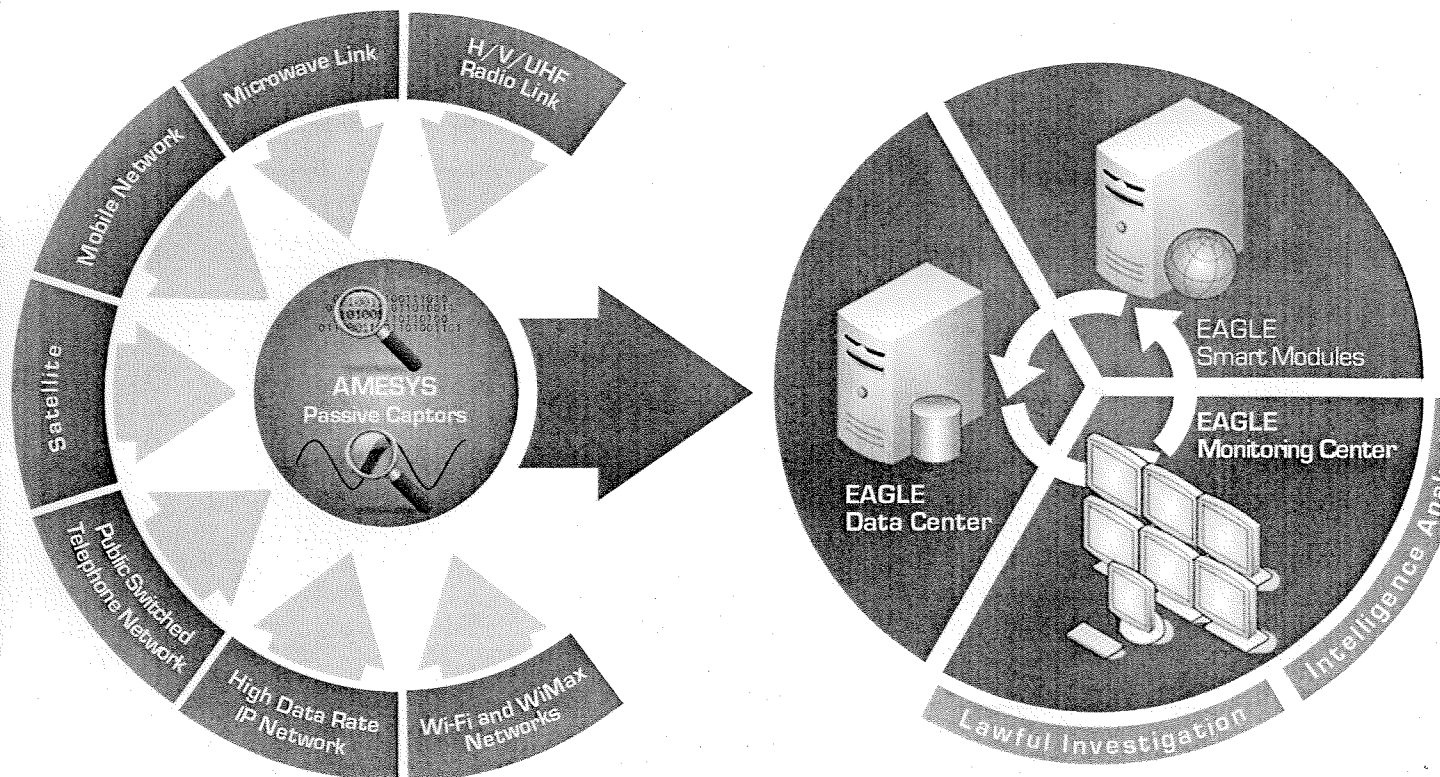 H/V/UHF
Radio Link
Microwave Link
Mobile Network
Satellite
Public Switched
Telephone Network
High Data Rate
IP Network
Wi-Fi and WiMax
Networks
AMESYS
Passive Captors
EAGLE
Smart Modules
EAGLE
Monitoring Center
EAGLE
Data Center
Lawful Investigation
Intelligence